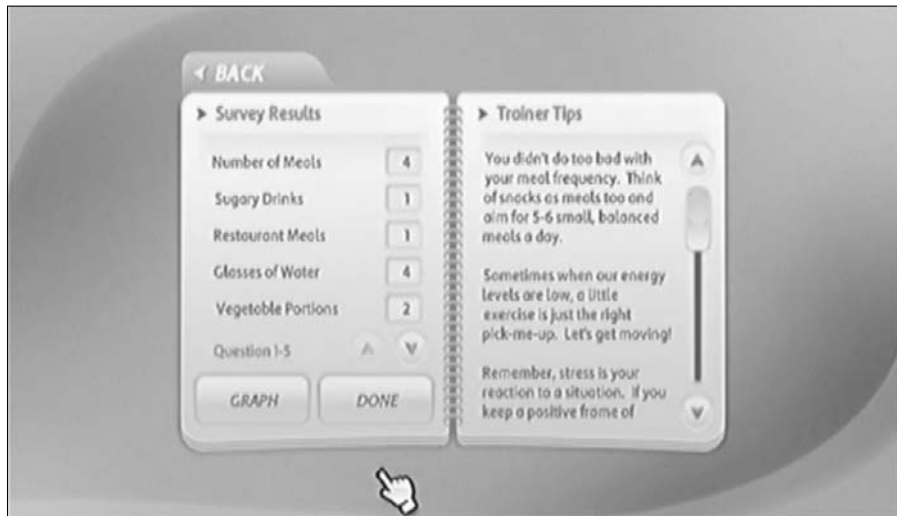 BACK
Survey Results
Number of Meals 4
Sugary Drinks 1
Restaurant Meals 1
Glasses of Water 4
Vegetable Portions 2
Question 1-5
GRAPH DONE
Trainer Tips
You didn't do too bad with
your meal frequency. Think
of snacks as meals too and
aim for 5-6 small, balanced
meals a day.
Sometimes when our energy
levels are low, a little
exercise is just the right
pick-me-up. Let's get moving!
Remember, stress is your
reaction to a situation. If you
keep a positive frame of